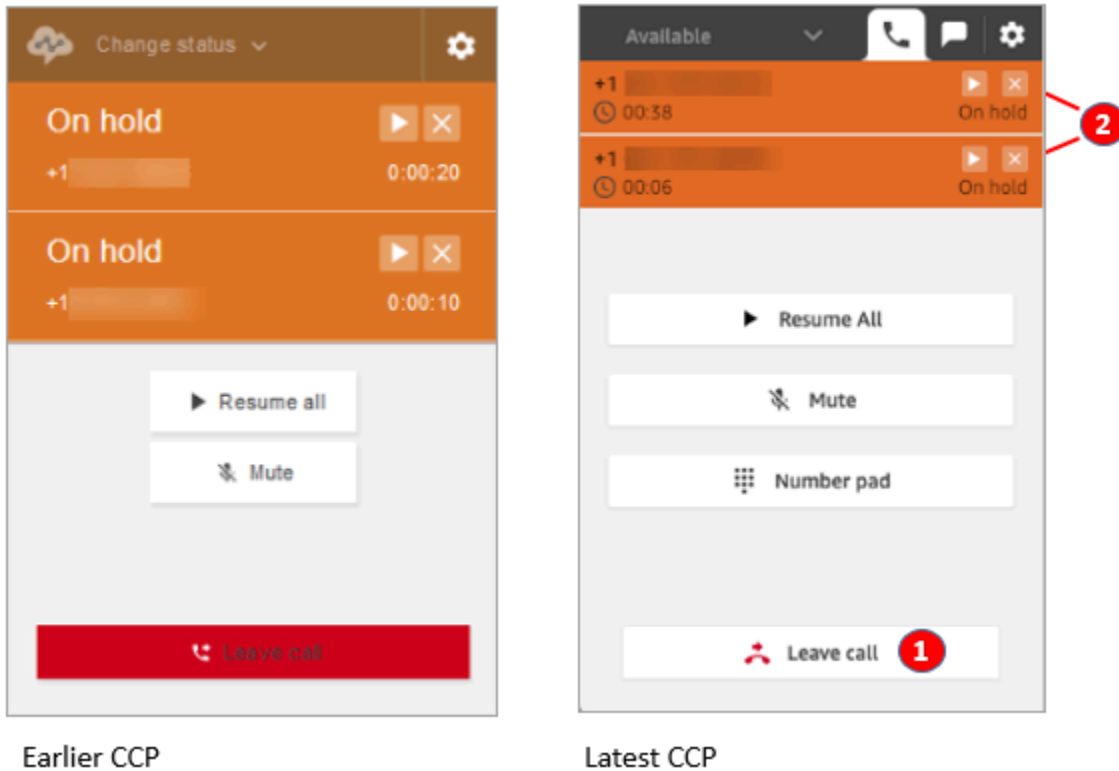 Change status
On hold
+1
0:00:20
On hold
+1
0:00:10
Resume all
Mute
Leave call
Earlier CCP
Available
+1
00:38 On hold
+1
00:06 On hold
2
Resume All
Mute
Number pad
Leave call 1
Latest CCP